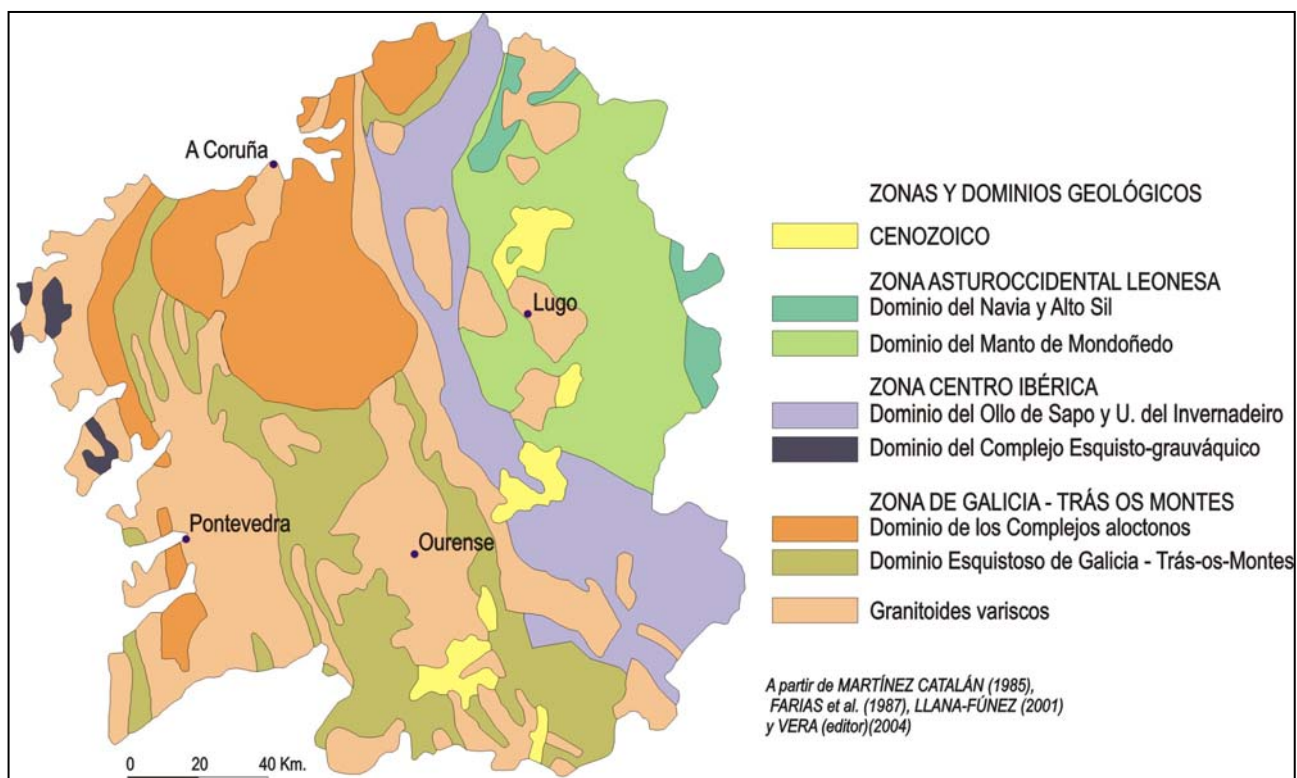 A Coruña
Lugo
Pontevedra
Ourense
0 20 40 Km.
ZONAS Y DOMINIOS GEOLÓGICOS
CENOZOICO
ZONA ASTUROCCIDENTAL LEONESA
Dominio del Navia y Alto Sil
Dominio del Manto de Mondoñedo
ZONA CENTRO IBÉRICA
Dominio del Ollo de Sapo y U. del Invernadeiro
Dominio del Complejo Esquisto-grauváquico
ZONA DE GALICIA - TRÁS OS MONTES
Dominio de los Complejos aloctonos
Dominio Esquistoso de Galicia - Trás-os-Montes
Granitoides variscos
A partir de MARTÍNEZ CATALÁN (1985),
FARIAS et al. (1987), LLANA-FÚNEZ (2001)
y VERA (editor)(2004)